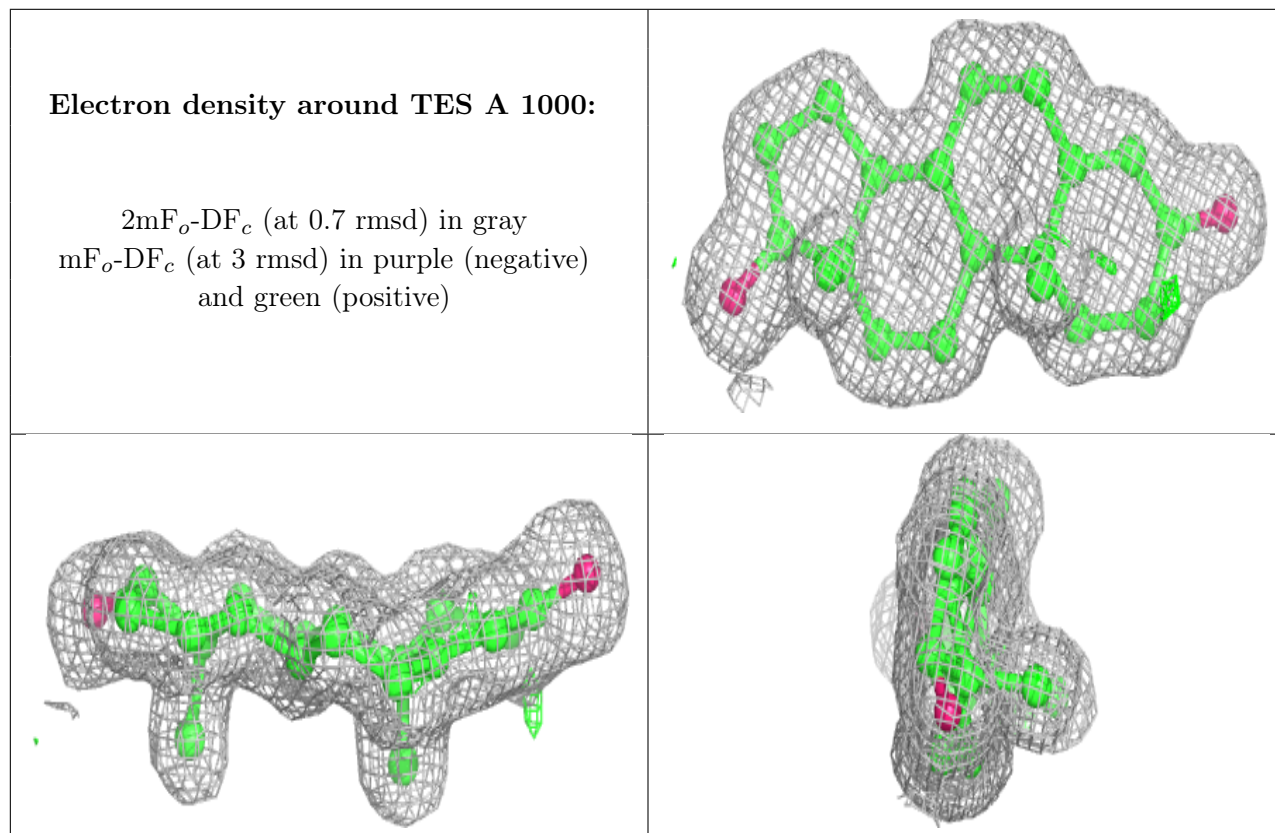 Electron density around TES A 1000:
2mFo-DFc (at 0.7 rmsd) in gray
mFo-DFc (at 3 rmsd) in purple (negative)
and green (positive)